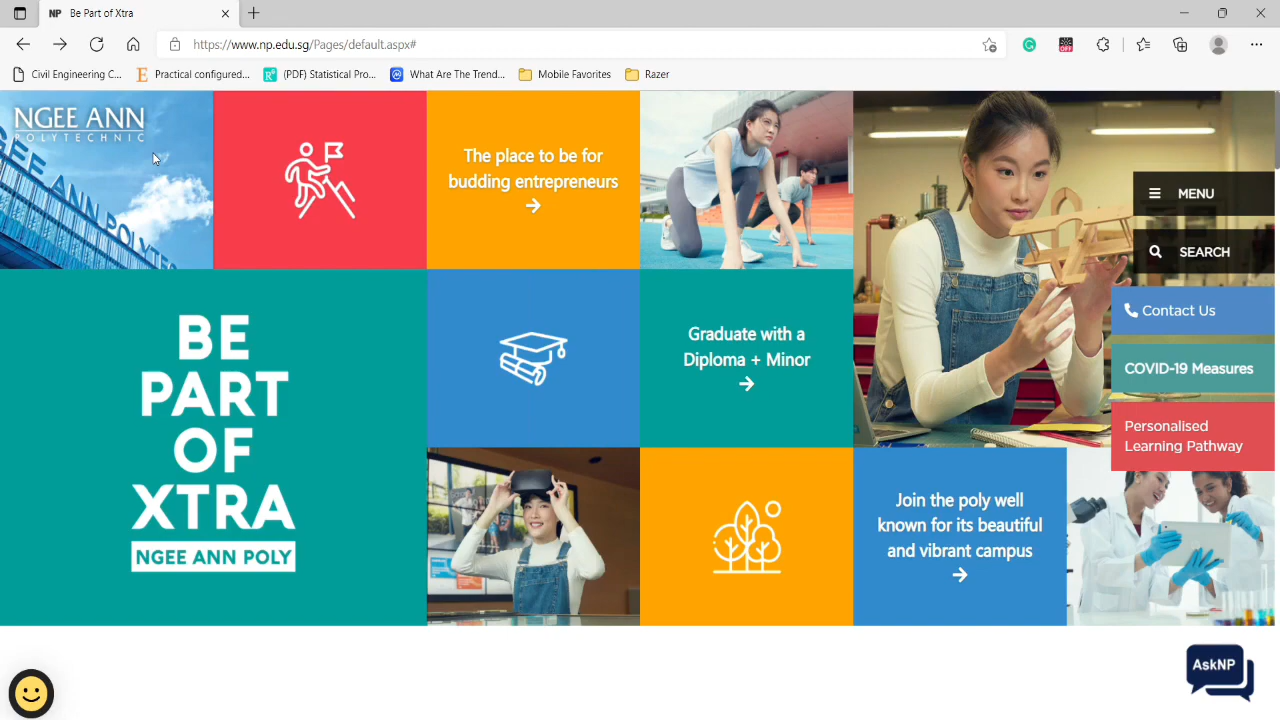 NP Be Part of Xtra
https://www.np.edu.sg/Pages/default.aspx#
OFF
Civil Engineering C...
Practical configured...
(PDF) Statistical Pro...
What Are The Trend...
Mobile Favorites
Razer
NGEE ANN
POLYTECHNIC
The place to be for
budding entrepreneurs
MENU
SEARCH
Contact Us
COVID-19 Measures
Personalised
Learning Pathway
BE
PART
OF
XTRA
NGEE ANN POLY
Graduate with a
Diploma + Minor
Join the poly well
known for its beautiful
and vibrant campus
AskNP